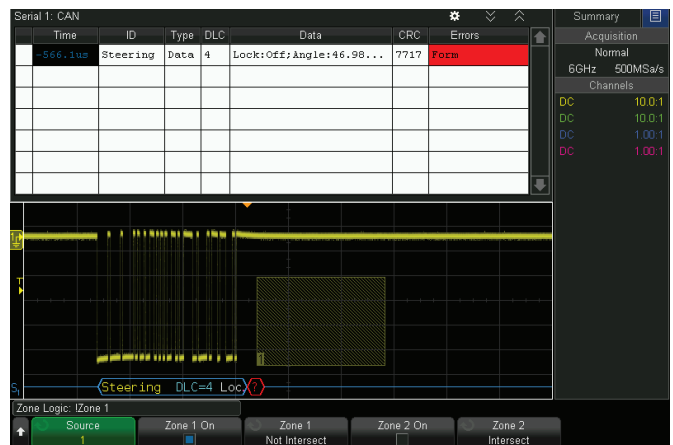 Serial 1: CAN
Summary
Time ID Type DLC Data CRC Errors
Acquisition
-566.1us Steering Data 4 Lock:Off;Angle:46.98... 7717 Form
Normal
6GHz 500MSa/s
Channels
DC 10.0:1
DC 10.0:1
DC 1.00:1
DC 1.00:1
T
1
S1 Steering DLC=4 Loc ?
Zone Logic: !Zone 1
Source Zone 1 On Zone 1 Zone 2 On Zone 2
1 Not Intersect Intersect